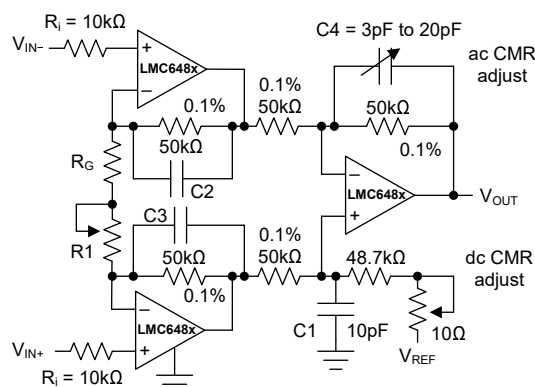 Rᵢ = 10kΩ
C4 = 3pF to 20pF
V_IN−
+
LMC648x
−
ac CMR
adjust
0.1%
50kΩ
0.1%
50kΩ
50kΩ
0.1%
C2
R_G
−
LMC648x
+
V_OUT
R1
C3
50kΩ
0.1%
0.1%
50kΩ
48.7kΩ
dc CMR
adjust
−
LMC648x
+
C1
10pF
10Ω
V_REF
V_IN+
Rᵢ = 10kΩ